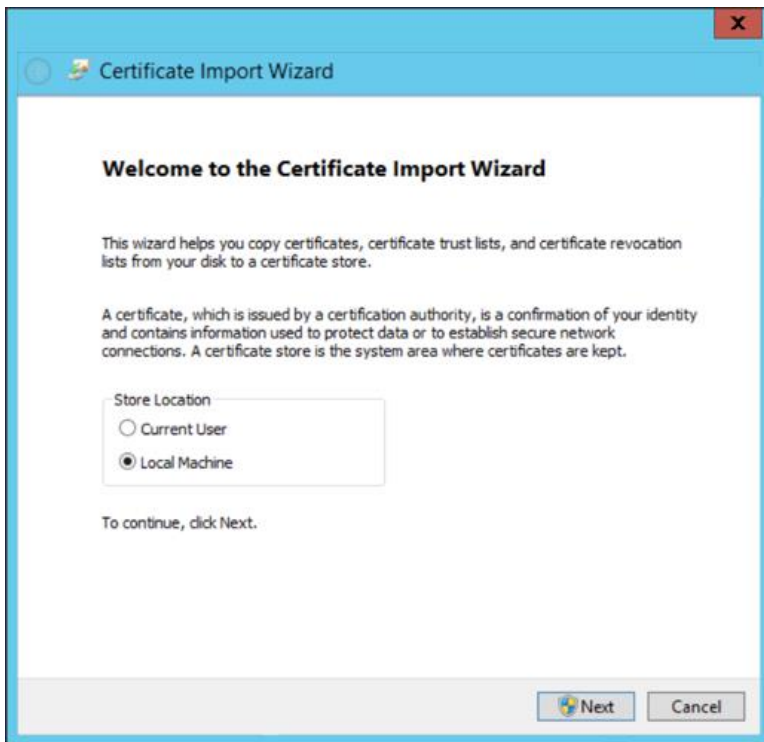 X
Certificate Import Wizard
Welcome to the Certificate Import Wizard
This wizard helps you copy certificates, certificate trust lists, and certificate revocation
lists from your disk to a certificate store.
A certificate, which is issued by a certification authority, is a confirmation of your identity
and contains information used to protect data or to establish secure network
connections. A certificate store is the system area where certificates are kept.
Store Location
Current User
Local Machine
To continue, click Next.
Next Cancel